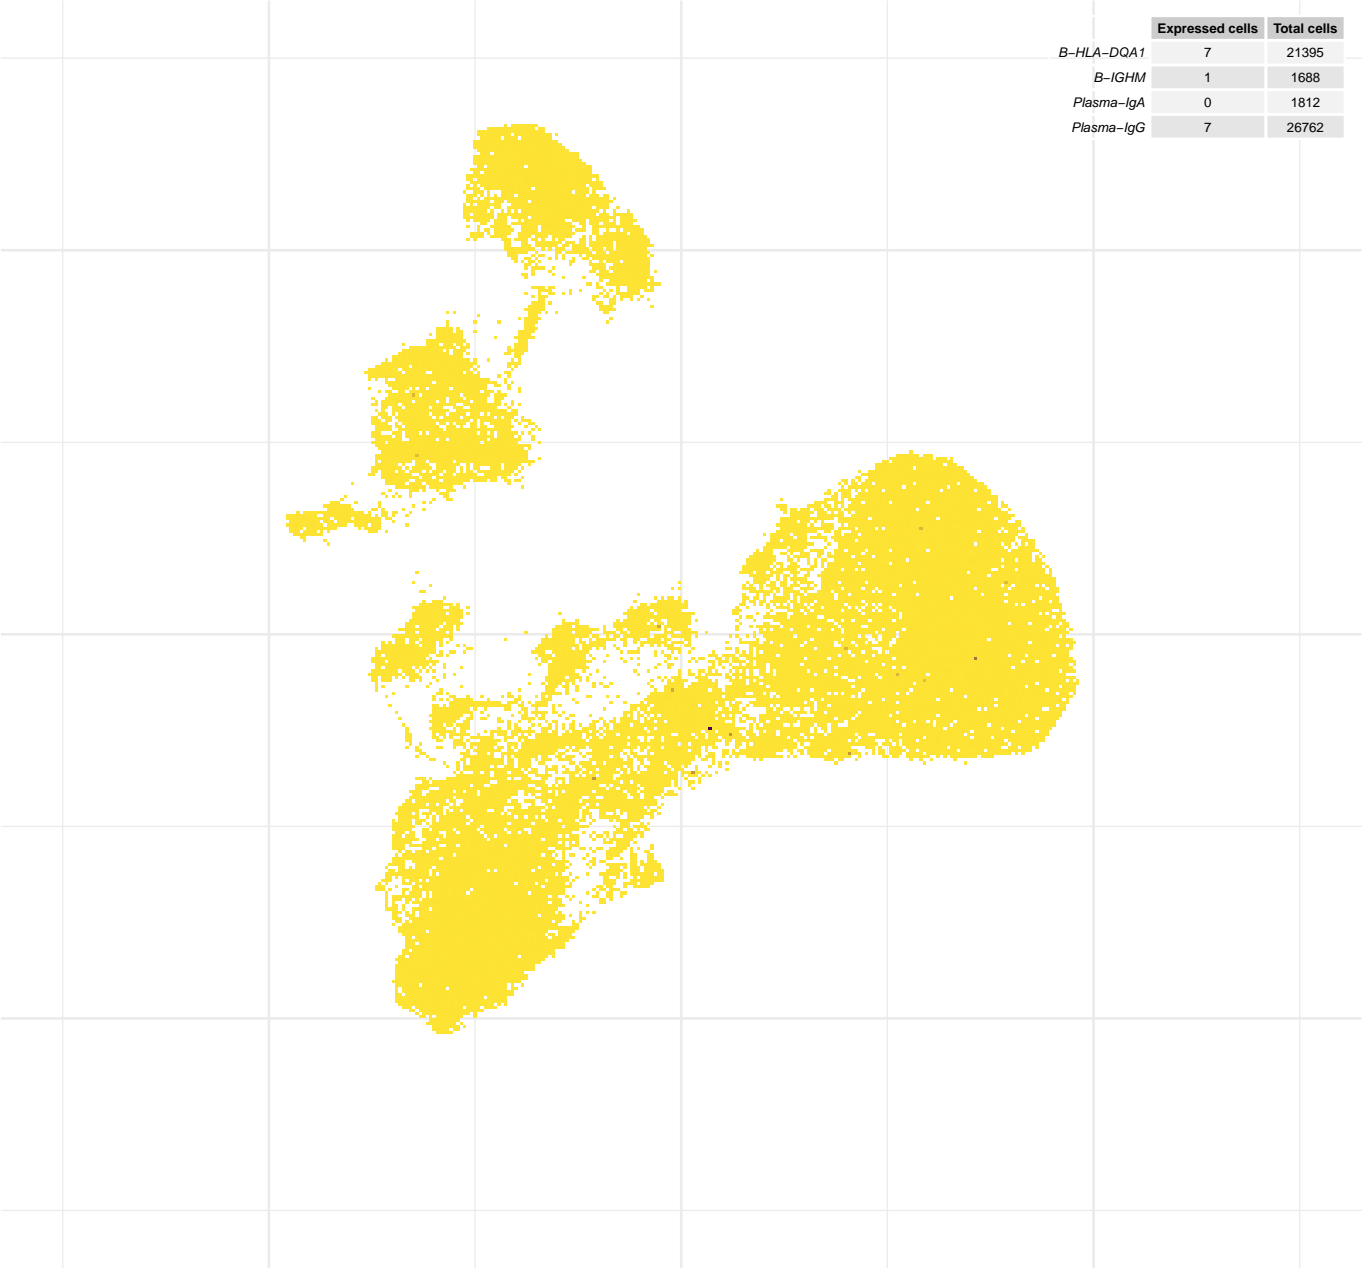 Expressed cells Total cells
B−HLA−DQA1 7 21395
B−IGHM 1 1688
Plasma−IgA 0 1812
Plasma−IgG 7 26762